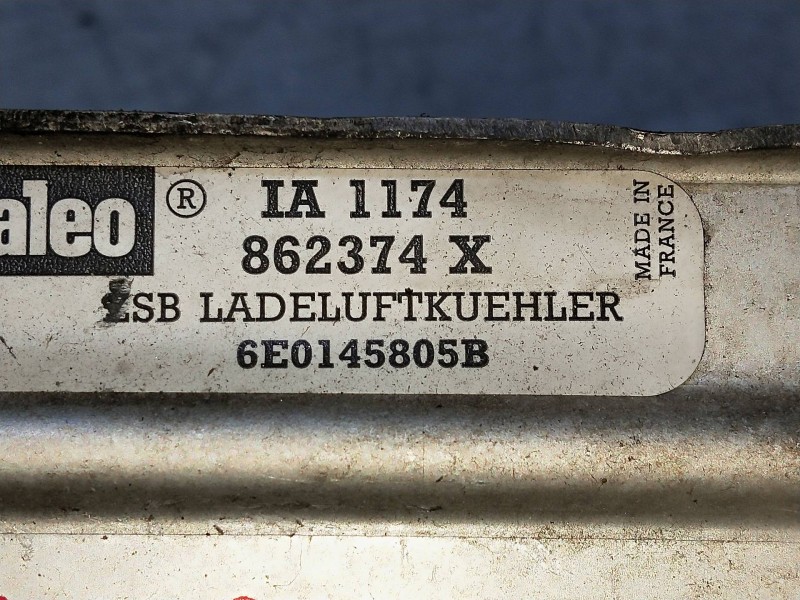 aleo ® IA 1174
862374 X
ZSB LADELUFTKUEHLER
6E0145805B
MADE IN
FRANCE